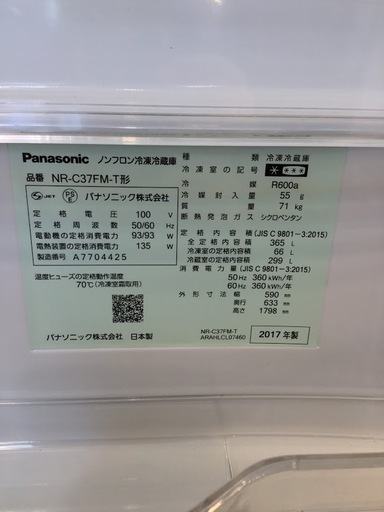 Panasonic ノンフロン冷凍冷蔵庫
品番 NR-C37FM-T形
JET PSE パナソニック株式会社
定格電圧 100 V
定格周波数 50/60 Hz
電動機の定格消費電力 93/93 W
電熱装置の定格消費電力 135 W
製造番号 A7704425
温度ヒューズの定格動作温度
70℃(冷凍室霜取用)
パナソニック株式会社 日本製
種類 冷凍冷蔵庫
冷凍室の記号
冷媒 R600a
冷媒封入量 55 g
質量 71 kg
断熱発泡ガス シクロペンタン
定格内容積(JIS C 9801-3:2015)
全定格内容積 365 L
冷凍室の定格内容積 66 L
冷蔵室の定格内容積 299 L
消費電力量(JIS C 9801-3:2015)
50Hz 360 kWh/年
60Hz 360 kWh/年
外形寸法 幅 590 mm
奥行 633 mm
高さ 1798 mm
NR-C37FM-T
ARAHLCL07460
2017年製